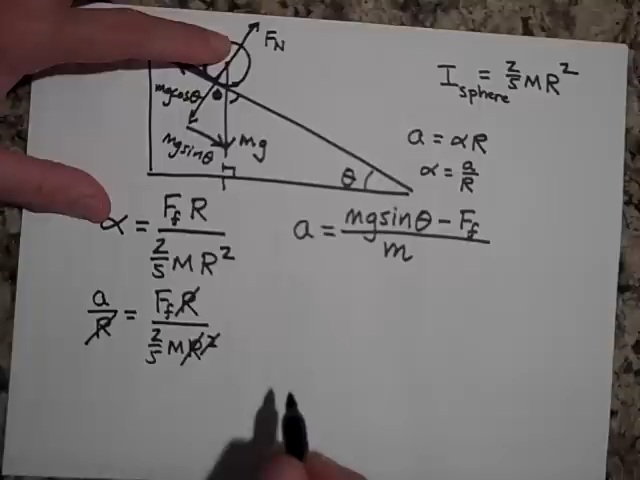 F_N
I_sphere = 2/5 MR²
mgcosθ
mgsinθ
mg
θ
a = αR
α = a/R
α = F_f R / 2/5 MR²
a = mgsinθ − F_f / m
a/R = F_f R / 2/5 MR²